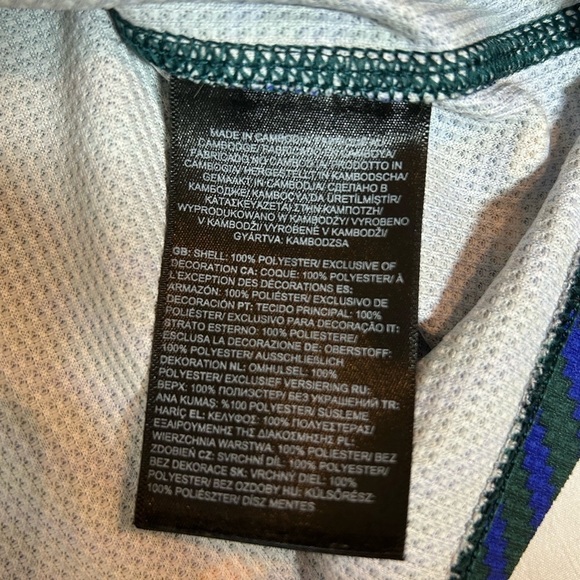 MADE IN CAMBODIA/
CAMBODGE/
FABRICADO NO CAMBOJA/ PRODOTTO IN
CAMBOGIA/ HERGESTELLT IN KAMBODSCHA/
GEMAAKT IN CAMBODJA/ СДЕЛАНО В
КАМБОДЖЕ/ KAMBOÇYA'DA ÜRETİLMİŞTİR/
ΚΑΤΑΣΚΕΥΑΖΕΤΑΙ ΣΤΗΝ ΚΑΜΠΟΤΖΗ/
WYPRODUKOWANO W KAMBODŻY/ VYROBENO
V KAMBODŽI/ VYROBENÉ V KAMBODŽI/
GYÁRTVA: KAMBODZSA
GB: SHELL: 100% POLYESTER/ EXCLUSIVE OF
DECORATION CA: COQUE: 100% POLYESTER/ À
L'EXCEPTION DES DÉCORATIONS ES:
ARMAZÓN: 100% POLIÉSTER/ EXCLUSIVO DE
DECORACIÓN PT: TECIDO PRINCIPAL: 100%
POLIÉSTER/ EXCLUSIVO PARA DECORAÇÃO IT:
STRATO ESTERNO: 100% POLIESTERE/
ESCLUSA LA DECORAZIONE DE: OBERSTOFF:
100% POLYESTER/ AUSSCHLIEßLICH
DEKORATION NL: OMHULSEL: 100%
POLYESTER/ EXCLUSIEF VERSIERING RU:
ВЕРХ: 100% ПОЛИЭСТЕР/ БЕЗ УКРАШЕНИЙ TR:
ANA KUMAŞ: %100 POLYESTER/ SÜSLEME
HARİÇ EL: ΚΕΛΥΦΟΣ: 100% ΠΟΛΥΕΣΤΕΡΑΣ/
ΕΞΑΙΡΟΥΜΕΝΗΣ ΤΗΣ ΔΙΑΚΟΣΜΗΣΗΣ PL:
WIERZCHNIA WARSTWA: 100% POLIESTER/ BEZ
ZDOBIEŃ CZ: SVRCHNÍ DÍL: 100% POLYESTER/
BEZ DEKORACE SK: VRCHNÝ DIEL: 100%
POLYESTER/ BEZ OZDOBY HU: KÜLSŐRÉSZ:
100% POLIÉSZTER/ DÍSZ MENTES